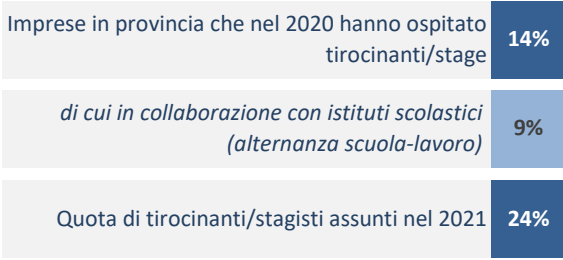 Imprese in provincia che nel 2020 hanno ospitato
tirocinanti/stage
14%
di cui in collaborazione con istituti scolastici
(alternanza scuola-lavoro)
9%
Quota di tirocinanti/stagisti assunti nel 2021 24%